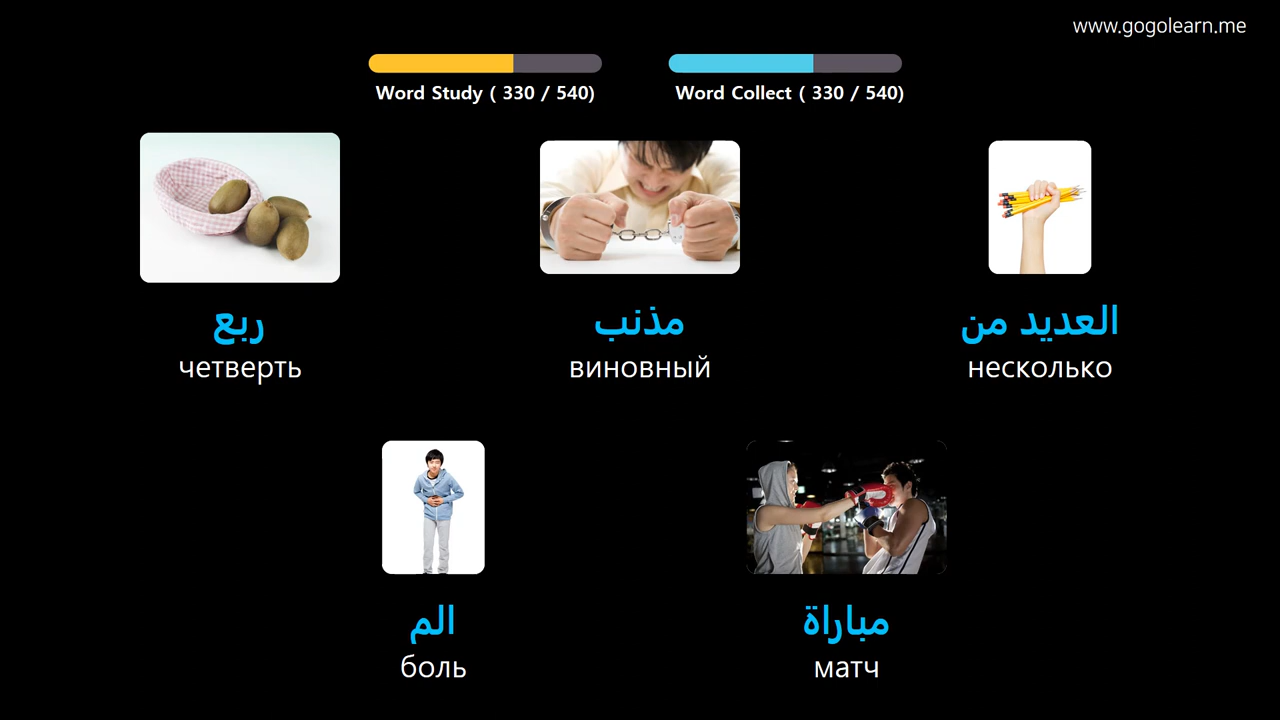 www.gogolearn.me
Word Study ( 330 / 540)
Word Collect ( 330 / 540)
ربع
четверть
مذنب
виновный
العديد من
несколько
الم
боль
مباراة
матч